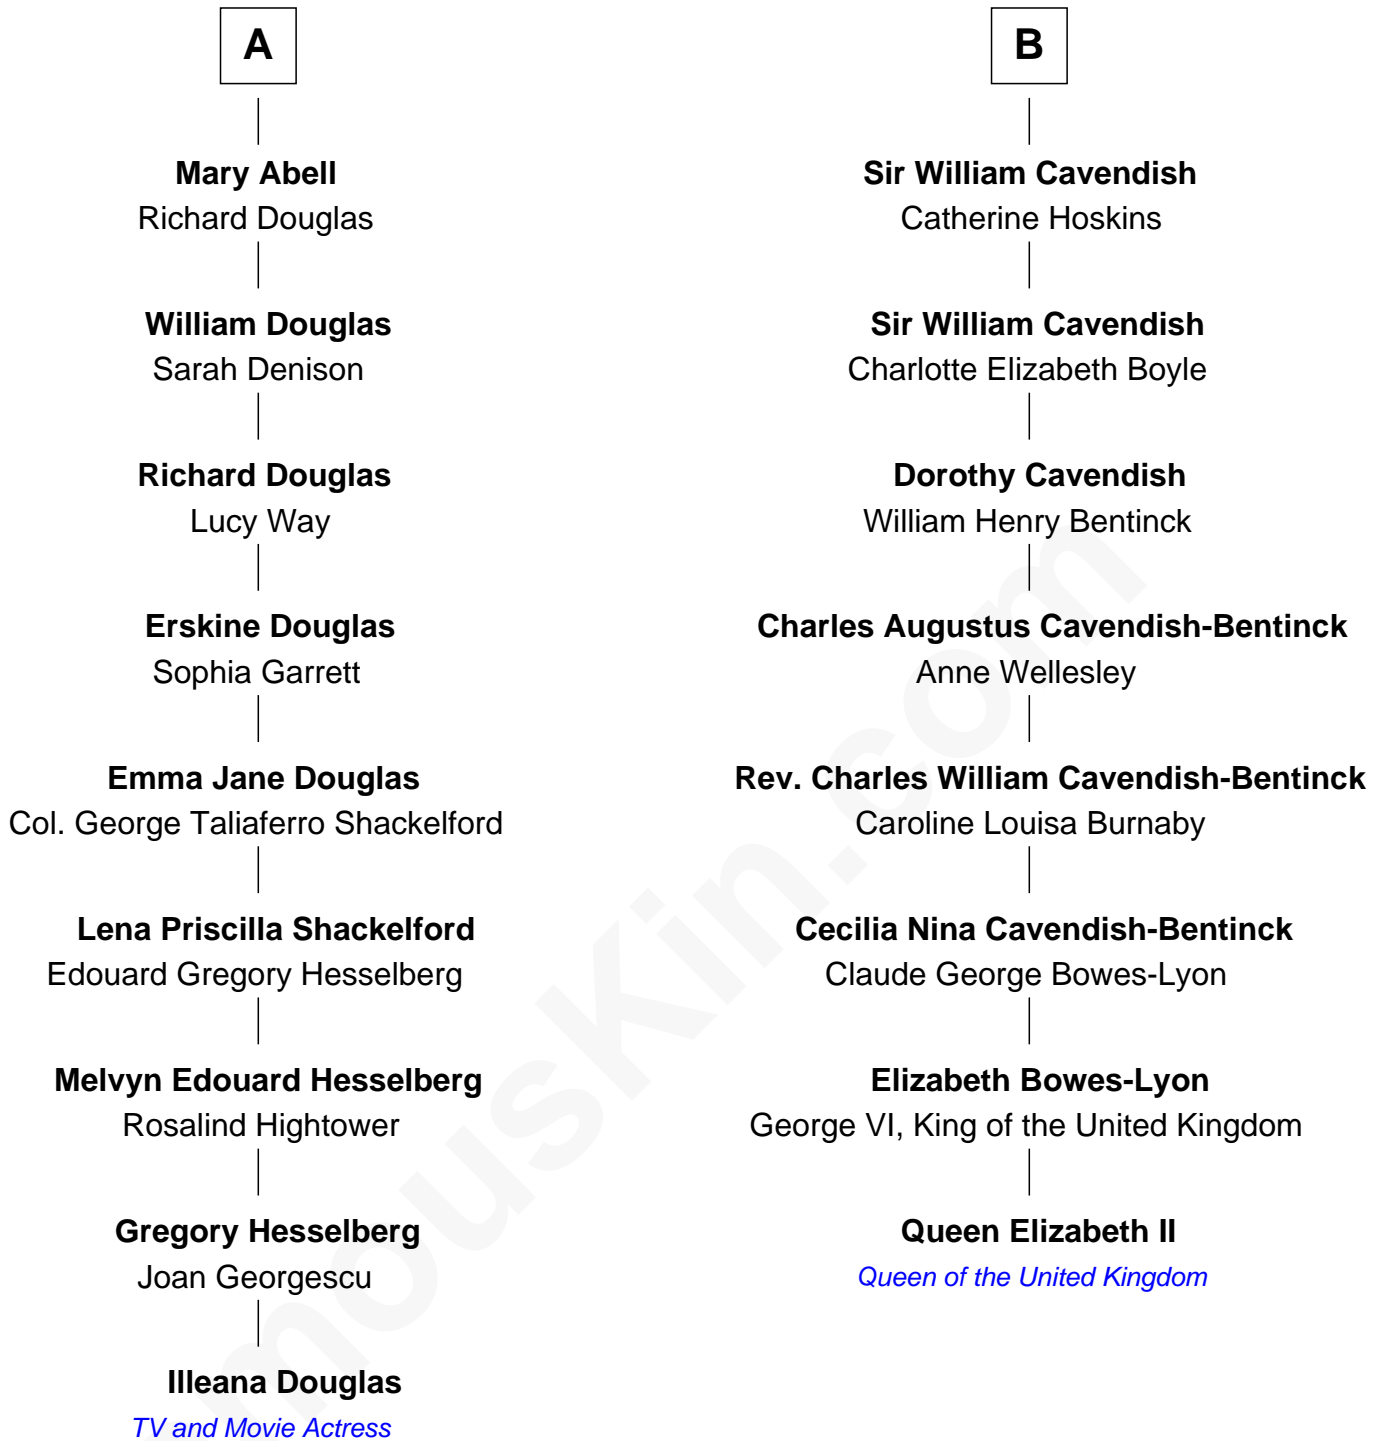 A
Mary Abell
Richard Douglas
William Douglas
Sarah Denison
Richard Douglas
Lucy Way
Erskine Douglas
Sophia Garrett
Emma Jane Douglas
Col. George Taliaferro Shackelford
Lena Priscilla Shackelford
Edouard Gregory Hesselberg
Melvyn Edouard Hesselberg
Rosalind Hightower
Gregory Hesselberg
Joan Georgescu
Illeana Douglas
TV and Movie Actress
B
Sir William Cavendish
Catherine Hoskins
Sir William Cavendish
Charlotte Elizabeth Boyle
Dorothy Cavendish
William Henry Bentinck
Charles Augustus Cavendish-Bentinck
Anne Wellesley
Rev. Charles William Cavendish-Bentinck
Caroline Louisa Burnaby
Cecilia Nina Cavendish-Bentinck
Claude George Bowes-Lyon
Elizabeth Bowes-Lyon
George VI, King of the United Kingdom
Queen Elizabeth II
Queen of the United Kingdom
mousKin.com